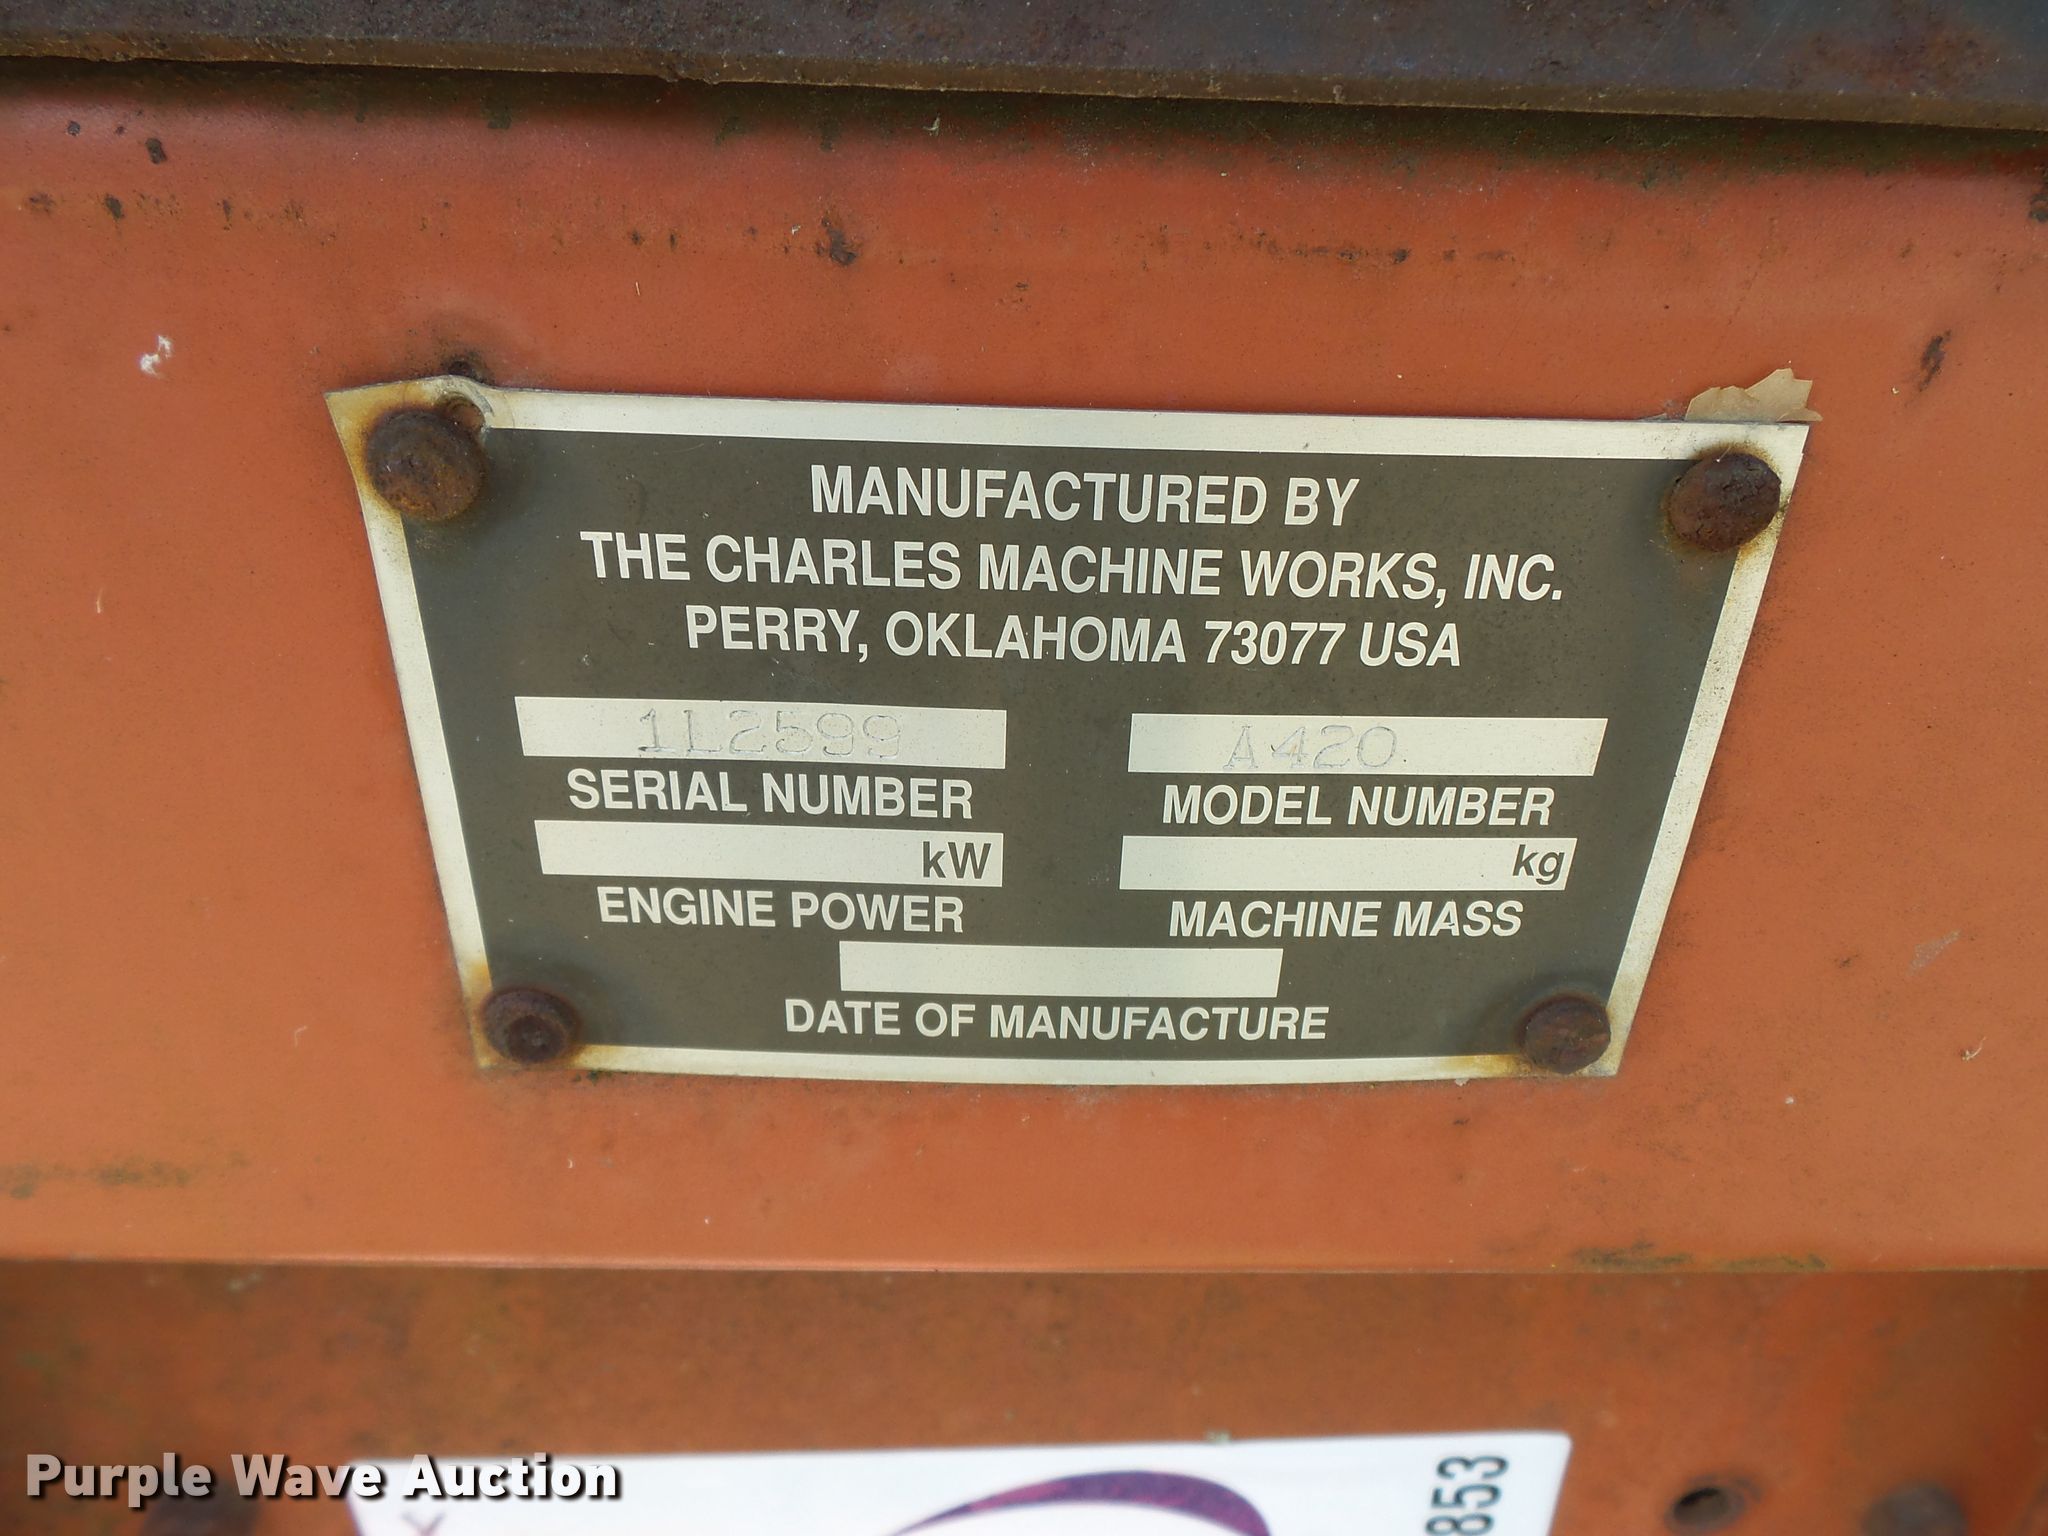 MANUFACTURED BY
THE CHARLES MACHINE WORKS, INC.
PERRY, OKLAHOMA 73077 USA
1L2599 A420
SERIAL NUMBER MODEL NUMBER
kW kg
ENGINE POWER MACHINE MASS
DATE OF MANUFACTURE
Purple Wave Auction
853